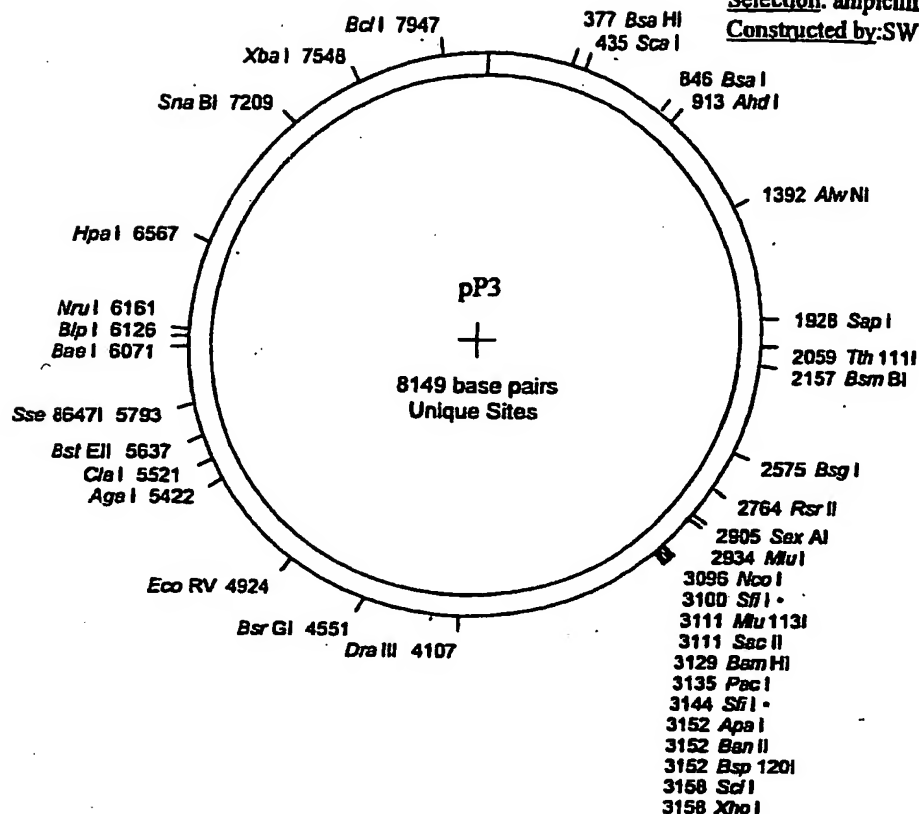 Selection: ampicillin
Constructed by:SW
Bcl I 7947
Xba I 7548
Sna BI 7209
Hpa I 6567
Nru I 6161
Blp I 6126
Bae I 6071
Sse 8647I 5793
Bst EII 5637
Cla I 5521
Age I 5422
Eco RV 4924
Bsr GI 4551
Dra III 4107
377 Bsa HI
435 Sca I
846 Bsa I
913 Ahd I
1392 Alw NI
1928 Sap I
2059 Tth 111I
2157 Bsm BI
2575 Bsg I
2764 Rsr II
2905 Sex AI
2934 Mlu I
3096 Nco I
3100 Sfi I •
3111 Mlu 113I
3111 Sac II
3129 Bam HI
3135 Pac I
3144 Sfi I •
3152 Apa I
3152 Ban II
3152 Bsp 120I
3158 Sci I
3158 Xho I
pP3
8149 base pairs
Unique Sites